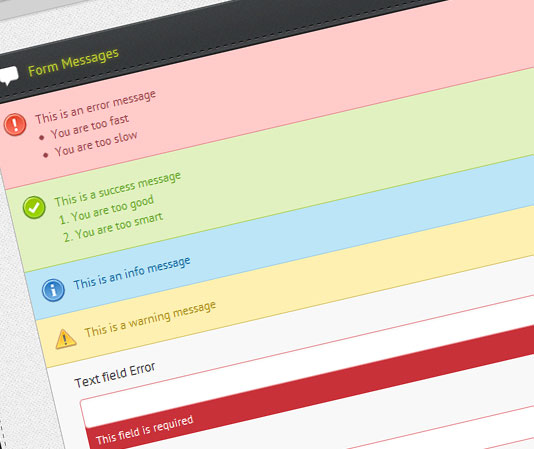 Form Messages
This is an error message
• You are too fast
• You are too slow
This is a success message
1. You are too good
2. You are too smart
This is an info message
This is a warning message
Text field Error
This field is required